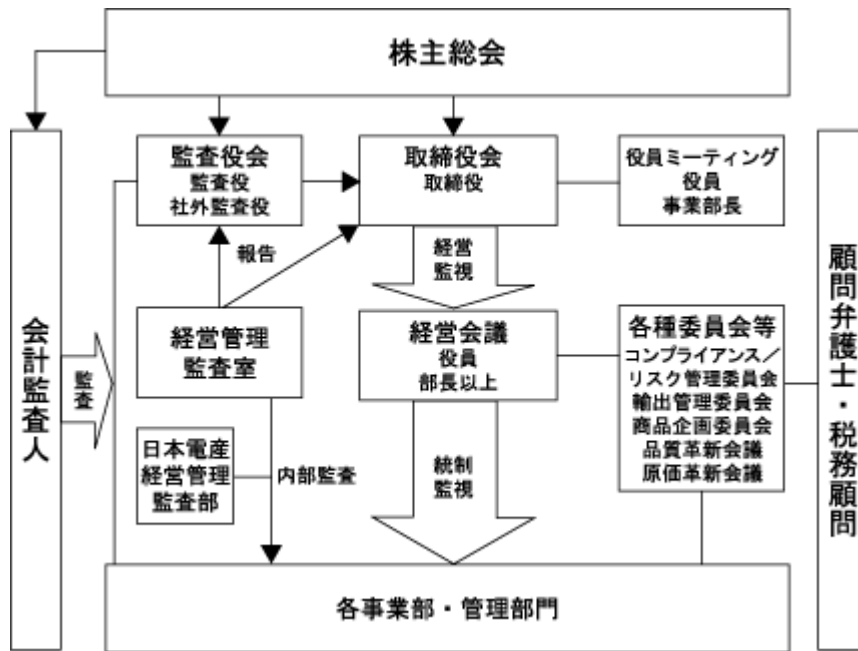 株主総会
監査役会
監査役
社外監査役
取締役会
取締役
役員ミーティング
役員
事業部長
報告
経営
監視
会計監査人
監査
経営管理
監査室
経営会議
役員
部長以上
各種委員会等
コンプライアンス／
リスク管理委員会
輸出管理委員会
商品企画委員会
品質革新会議
原価革新会議
顧問弁護士・税務顧問
日本電産
経営管理
監査部
内部監査
統制
監視
各事業部・管理部門